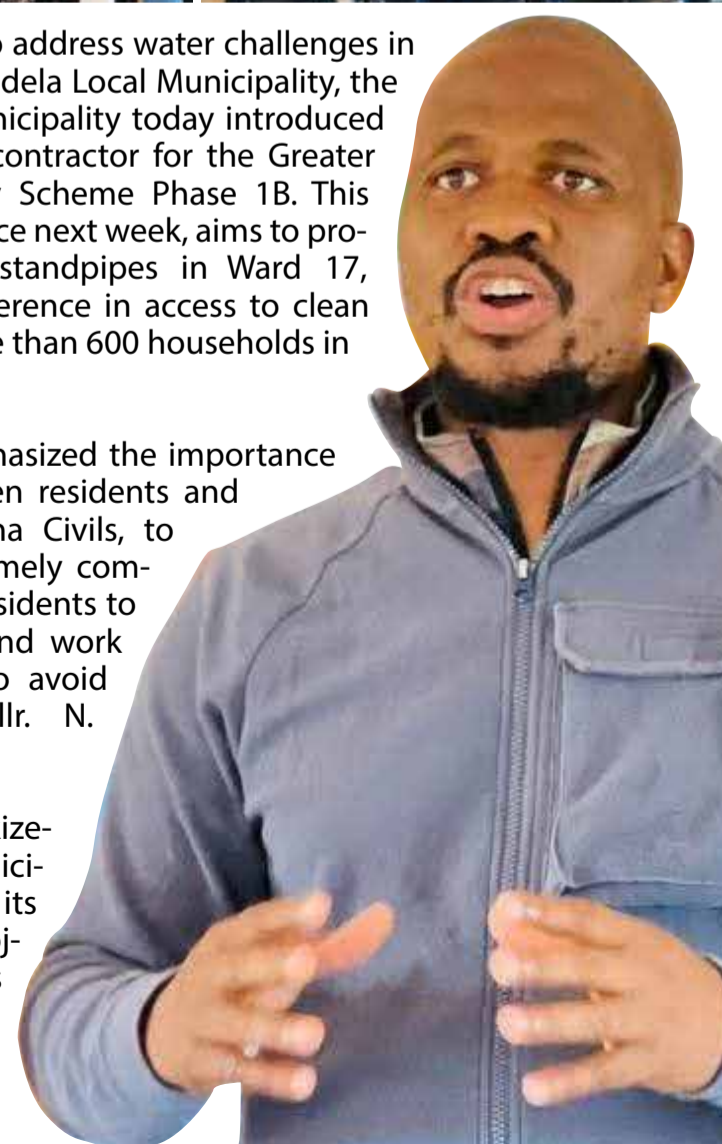 o address water challenges in
dela Local Municipality, the
nicipality today introduced
contractor for the Greater
r Scheme Phase 1B. This
ce next week, aims to pro-
standpipes in Ward 17,
erence in access to clean
e than 600 households in
hasized the importance
en residents and
na Civils, to
mely com-
sidents to
nd work
o avoid
llr. N.
ize-
ici-
its
j-
s